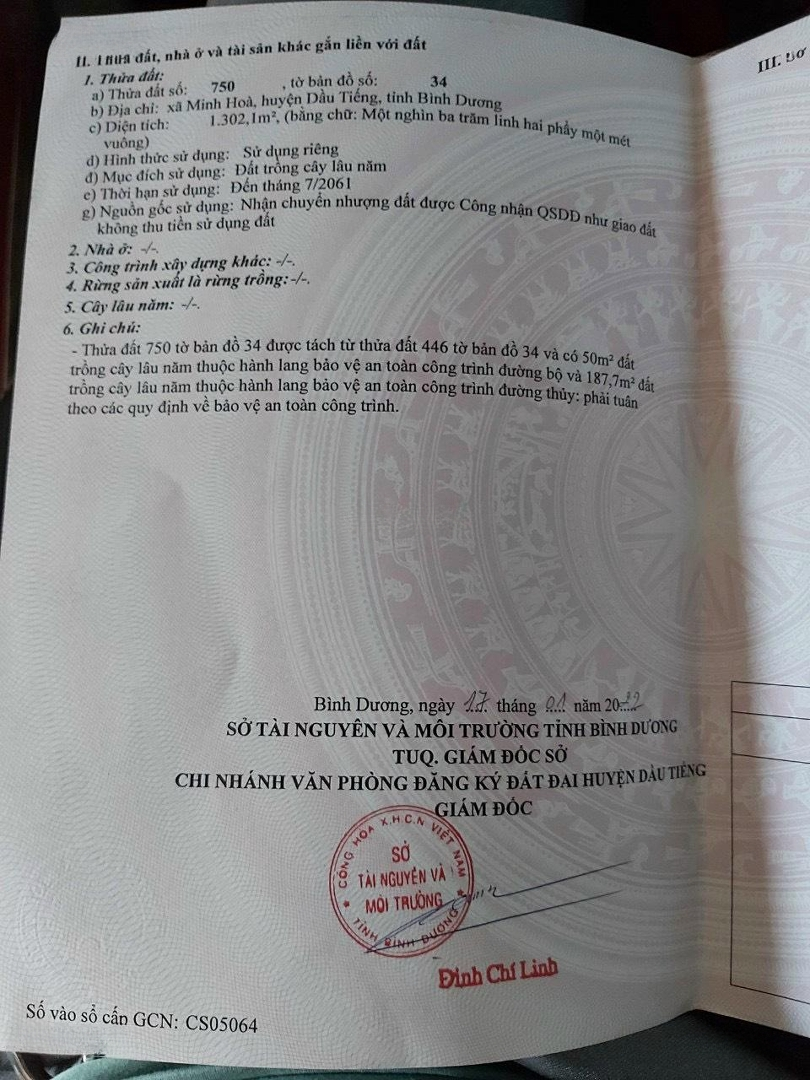 II. Thửa đất, nhà ở và tài sản khác gắn liền với đất
III. Sơ
1. Thửa đất:
a) Thửa đất số: 750 , tờ bản đồ số: 34
b) Địa chỉ: xã Minh Hoà, huyện Dầu Tiếng, tỉnh Bình Dương
c) Diện tích: 1.302,1m², (bằng chữ: Một nghìn ba trăm linh hai phẩy một mét
vuông)
d) Hình thức sử dụng: Sử dụng riêng
đ) Mục đích sử dụng: Đất trồng cây lâu năm
e) Thời hạn sử dụng: Đến tháng 7/2061
g) Nguồn gốc sử dụng: Nhận chuyển nhượng đất được Công nhận QSDĐ như giao đất
không thu tiền sử dụng đất
2. Nhà ở: -/-.
3. Công trình xây dựng khác: -/-.
4. Rừng sản xuất là rừng trồng: -/-.
5. Cây lâu năm: -/-.
6. Ghi chú:
- Thửa đất 750 tờ bản đồ 34 được tách từ thửa đất 446 tờ bản đồ 34 và có 50m² đất
trồng cây lâu năm thuộc hành lang bảo vệ an toàn công trình đường bộ và 187,7m² đất
trồng cây lâu năm thuộc hành lang bảo vệ an toàn công trình đường thủy: phải tuân
theo các quy định về bảo vệ an toàn công trình.
Bình Dương, ngày 17 tháng 01 năm 2022
SỞ TÀI NGUYÊN VÀ MÔI TRƯỜNG TỈNH BÌNH DƯƠNG
TUQ. GIÁM ĐỐC SỞ
CHI NHÁNH VĂN PHÒNG ĐĂNG KÝ ĐẤT ĐAI HUYỆN DẦU TIẾNG
GIÁM ĐỐC
CỘNG HÒA X.H.C.N VIỆT NAM
SỞ
TÀI NGUYÊN VÀ
MÔI TRƯỜNG
TỈNH BÌNH DƯƠNG
Đinh Chí Linh
Số vào sổ cấp GCN: CS05064